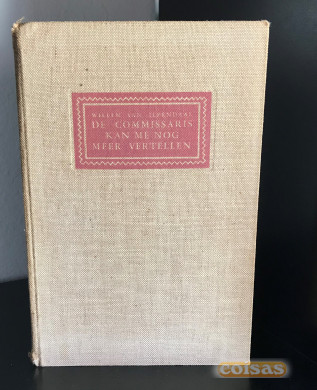 WILLEM VAN IEPENDAAL
DE COMMISSARIS
KAN ME NOG
MEER VERTELLEN
coisas